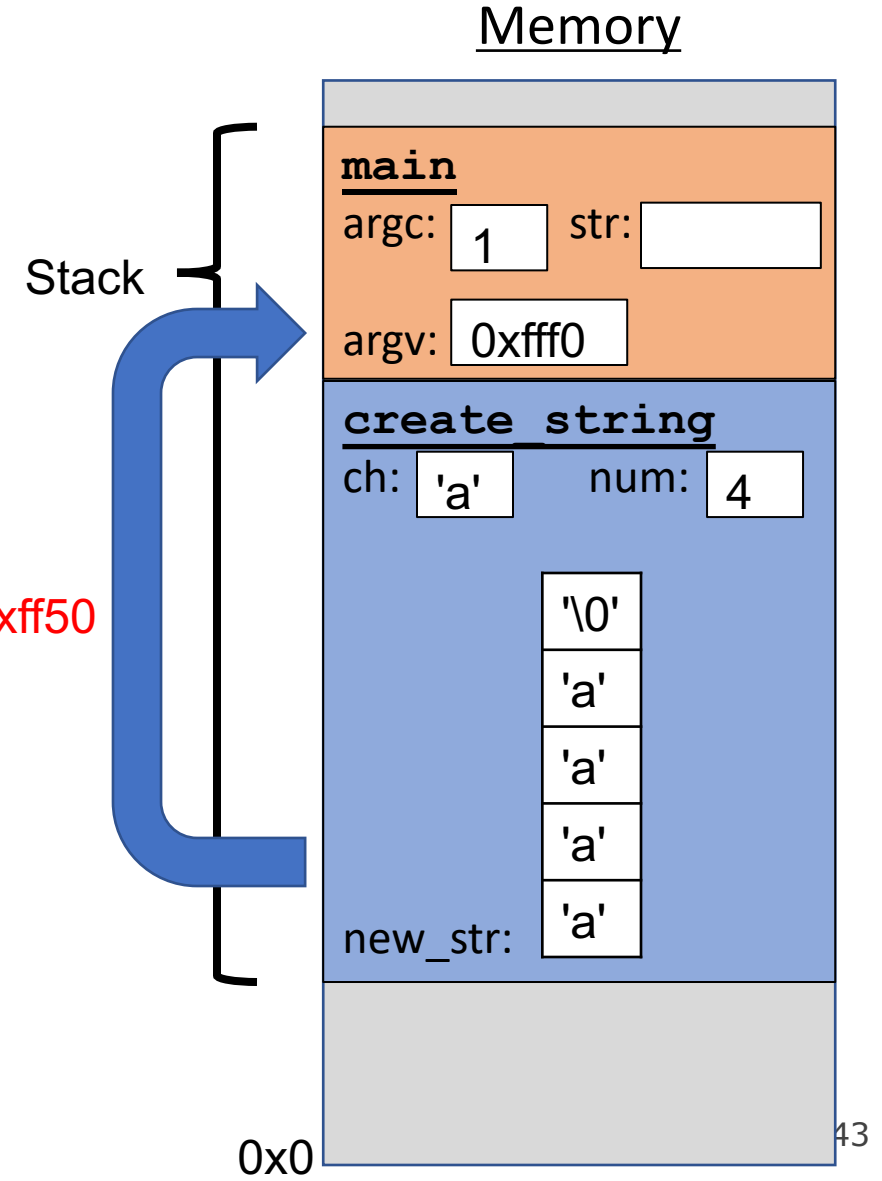 Memory
main
argc: 1 str:
Stack
argv: 0xfff0
create_string
ch: 'a' num: 4
'\0'
xff50
'a'
'a'
'a'
new_str: 'a'
0x0
43